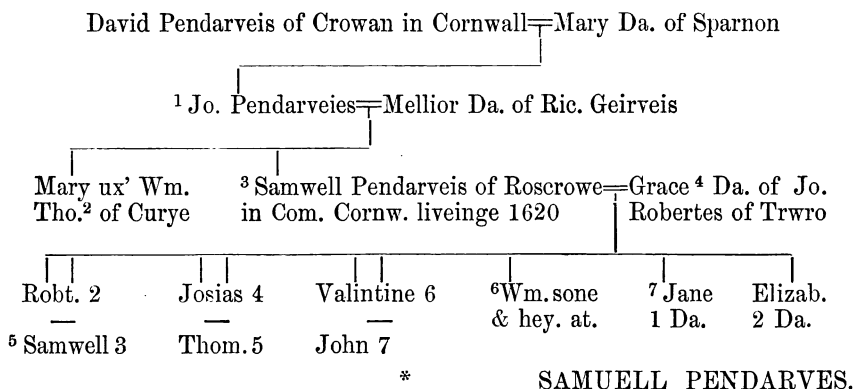 David Pendarveis of Crowan in Cornwall=Mary Da. of Sparnon
¹ Jo. Pendarveies=Mellior Da. of Ric. Geirveis
Mary ux' Wm. ³ Samwell Pendarveis of Roscrowe=Grace ⁴ Da. of Jo.
Tho.² of Curye in Com. Cornw. liveinge 1620 Robertes of Trwro
Robt. 2 Josias 4 Valintine 6 ⁶Wm. sone ⁷ Jane Elizab.
& hey. at. 1 Da. 2 Da.
⁵ Samwell 3 Thom. 5 John 7
* SAMUELL PENDARVES.